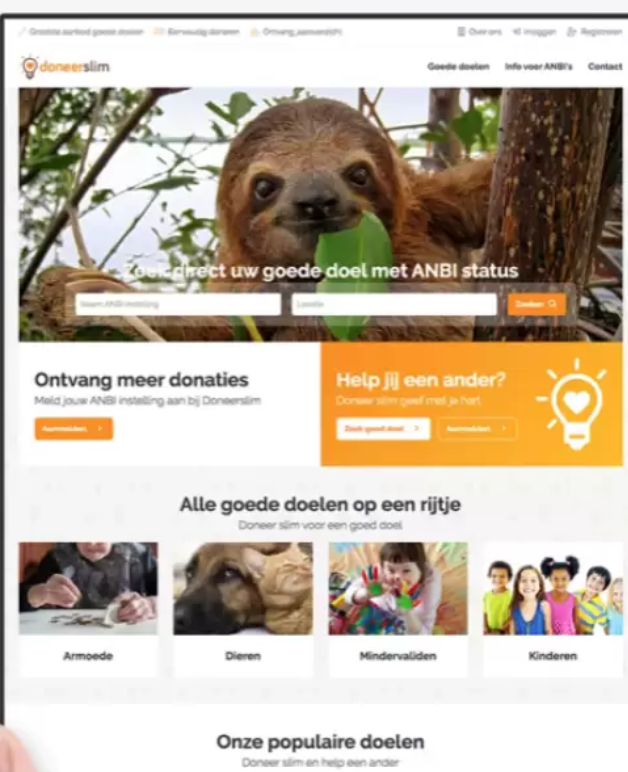 Grootste aanbod goede doelen Eenvoudig doneren Ontvang_aanvezicht
Over ons Inloggen Registreren
doneerslim
Goede doelen Info voor ANBI's Contact
Zoek direct uw goede doel met ANBI status
Naam ANBI instelling
Locatie
Zoeken
Ontvang meer donaties
Meld jouw ANBI instelling aan bij Doneerslim
Aanmelden
Help jij een ander?
Doneer slim geef met je hart
Zoek goed doel
Aanmelden
Alle goede doelen op een rijtje
Doneer slim voor een goed doel
Armoede
Dieren
Mindervaliden
Kinderen
Onze populaire doelen
Doneer slim en help een ander